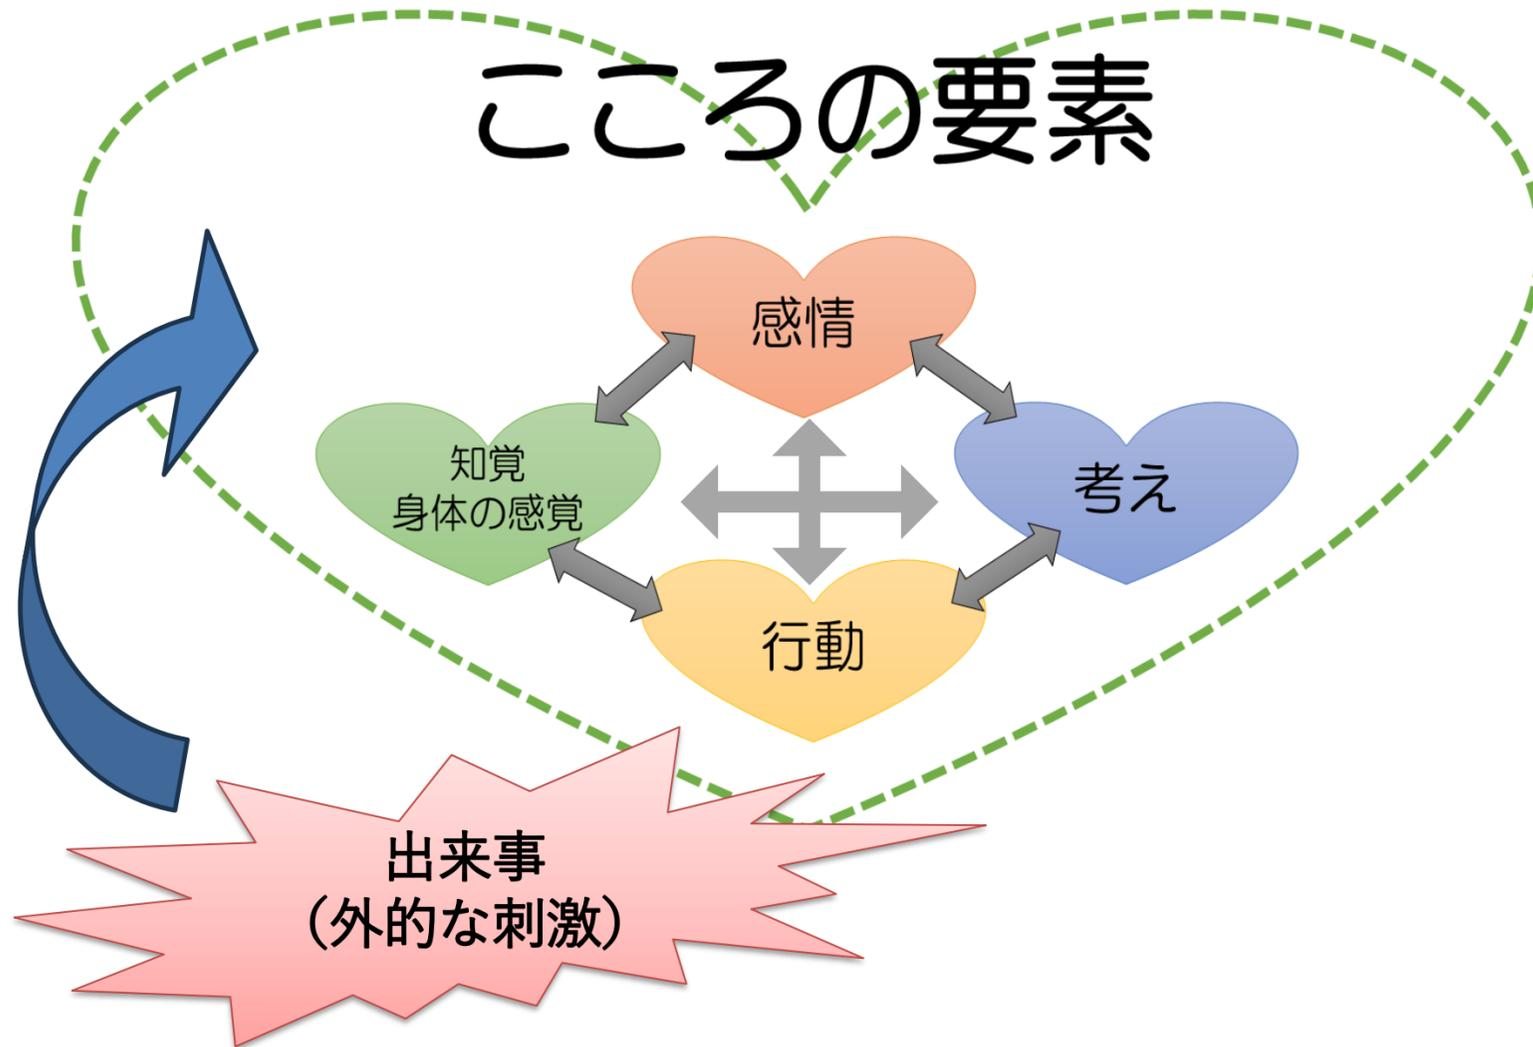 こころの要素
感情
知覚
身体の感覚
考え
行動
出来事
（外的な刺激）